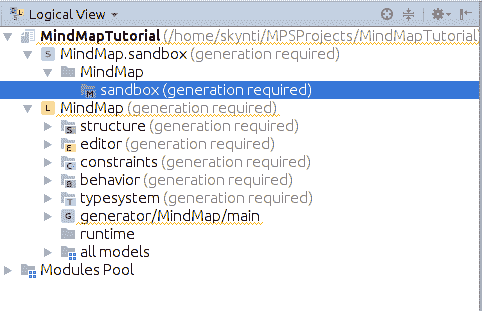 Logical View
MindMapTutorial (/home/skynti/MPSProjects/MindMapTutorial
S MindMap.sandbox (generation required)
MindMap
M sandbox (generation required)
L MindMap (generation required)
S structure (generation required)
E editor (generation required)
C constraints (generation required)
B behavior (generation required)
T typesystem (generation required)
G generator/MindMap/main
runtime
all models
Modules Pool